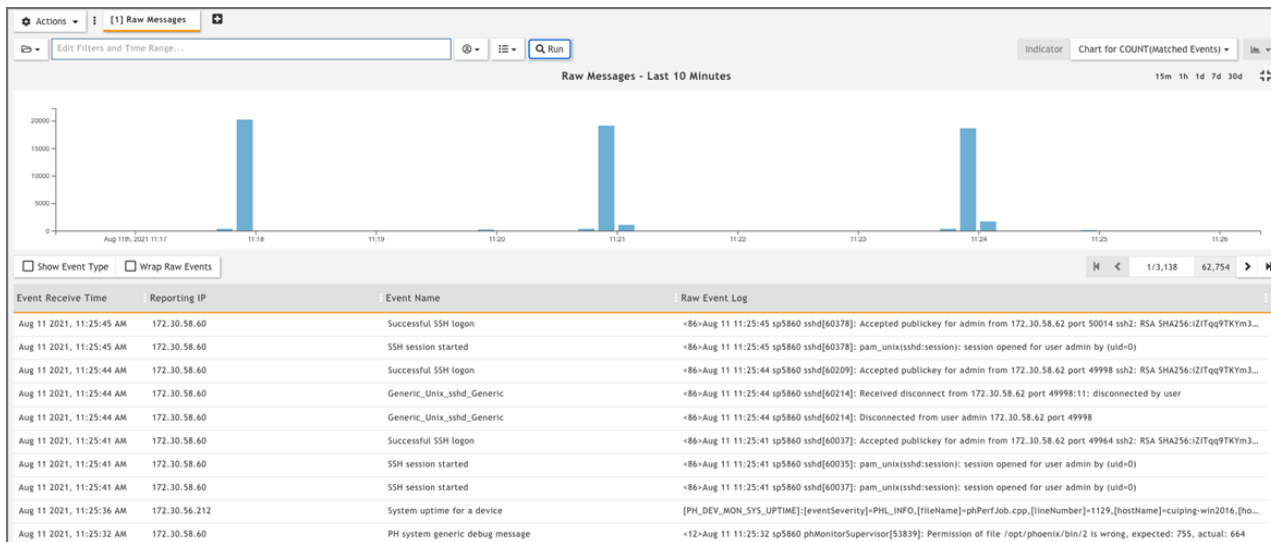 Actions [1] Raw Messages
Edit Filters and Time Range... Run Indicator Chart for COUNT(Matched Events)
Raw Messages - Last 10 Minutes 15m 1h 1d 7d 30d
20000
15000
10000
5000
0
Aug 11th, 2021 11:17 11:18 11:19 11:20 11:21 11:22 11:23 11:24 11:25 11:26
Show Event Type Wrap Raw Events 1/3,138 62,754
Event Receive Time Reporting IP Event Name Raw Event Log
Aug 11 2021, 11:25:45 AM 172.30.58.60 Successful SSH logon <86>Aug 11 11:25:45 sp5860 sshd[60378]: Accepted publickey for admin from 172.30.58.62 port 50014 ssh2: RSA SHA256:iZITqq9TKYm3...
Aug 11 2021, 11:25:45 AM 172.30.58.60 SSH session started <86>Aug 11 11:25:45 sp5860 sshd[60378]: pam_unix(sshd:session): session opened for user admin by (uid=0)
Aug 11 2021, 11:25:44 AM 172.30.58.60 Successful SSH logon <86>Aug 11 11:25:44 sp5860 sshd[60209]: Accepted publickey for admin from 172.30.58.62 port 49998 ssh2: RSA SHA256:iZITqq9TKYm3...
Aug 11 2021, 11:25:44 AM 172.30.58.60 Generic_Unix_sshd_Generic <86>Aug 11 11:25:44 sp5860 sshd[60214]: Received disconnect from 172.30.58.62 port 49998:11: disconnected by user
Aug 11 2021, 11:25:44 AM 172.30.58.60 Generic_Unix_sshd_Generic <86>Aug 11 11:25:44 sp5860 sshd[60214]: Disconnected from user admin 172.30.58.62 port 49998
Aug 11 2021, 11:25:41 AM 172.30.58.60 Successful SSH logon <86>Aug 11 11:25:41 sp5860 sshd[60037]: Accepted publickey for admin from 172.30.58.62 port 49964 ssh2: RSA SHA256:iZITqq9TKYm3...
Aug 11 2021, 11:25:41 AM 172.30.58.60 SSH session started <86>Aug 11 11:25:41 sp5860 sshd[60035]: pam_unix(sshd:session): session opened for user admin by (uid=0)
Aug 11 2021, 11:25:41 AM 172.30.58.60 SSH session started <86>Aug 11 11:25:41 sp5860 sshd[60037]: pam_unix(sshd:session): session opened for user admin by (uid=0)
Aug 11 2021, 11:25:36 AM 172.30.56.212 System uptime for a device [PH_DEV_MON_SYS_UPTIME]:[eventSeverity]=PHL_INFO,[fileName]=phPerfJob.cpp,[lineNumber]=1129,[hostName]=cuiping-win2016,[ho...
Aug 11 2021, 11:25:32 AM 172.30.58.60 PH system generic debug message <12>Aug 11 11:25:32 sp5860 phMonitorSupervisor[53839]: Permission of file /opt/phoenix/bin/2 is wrong, expected: 755, actual: 664